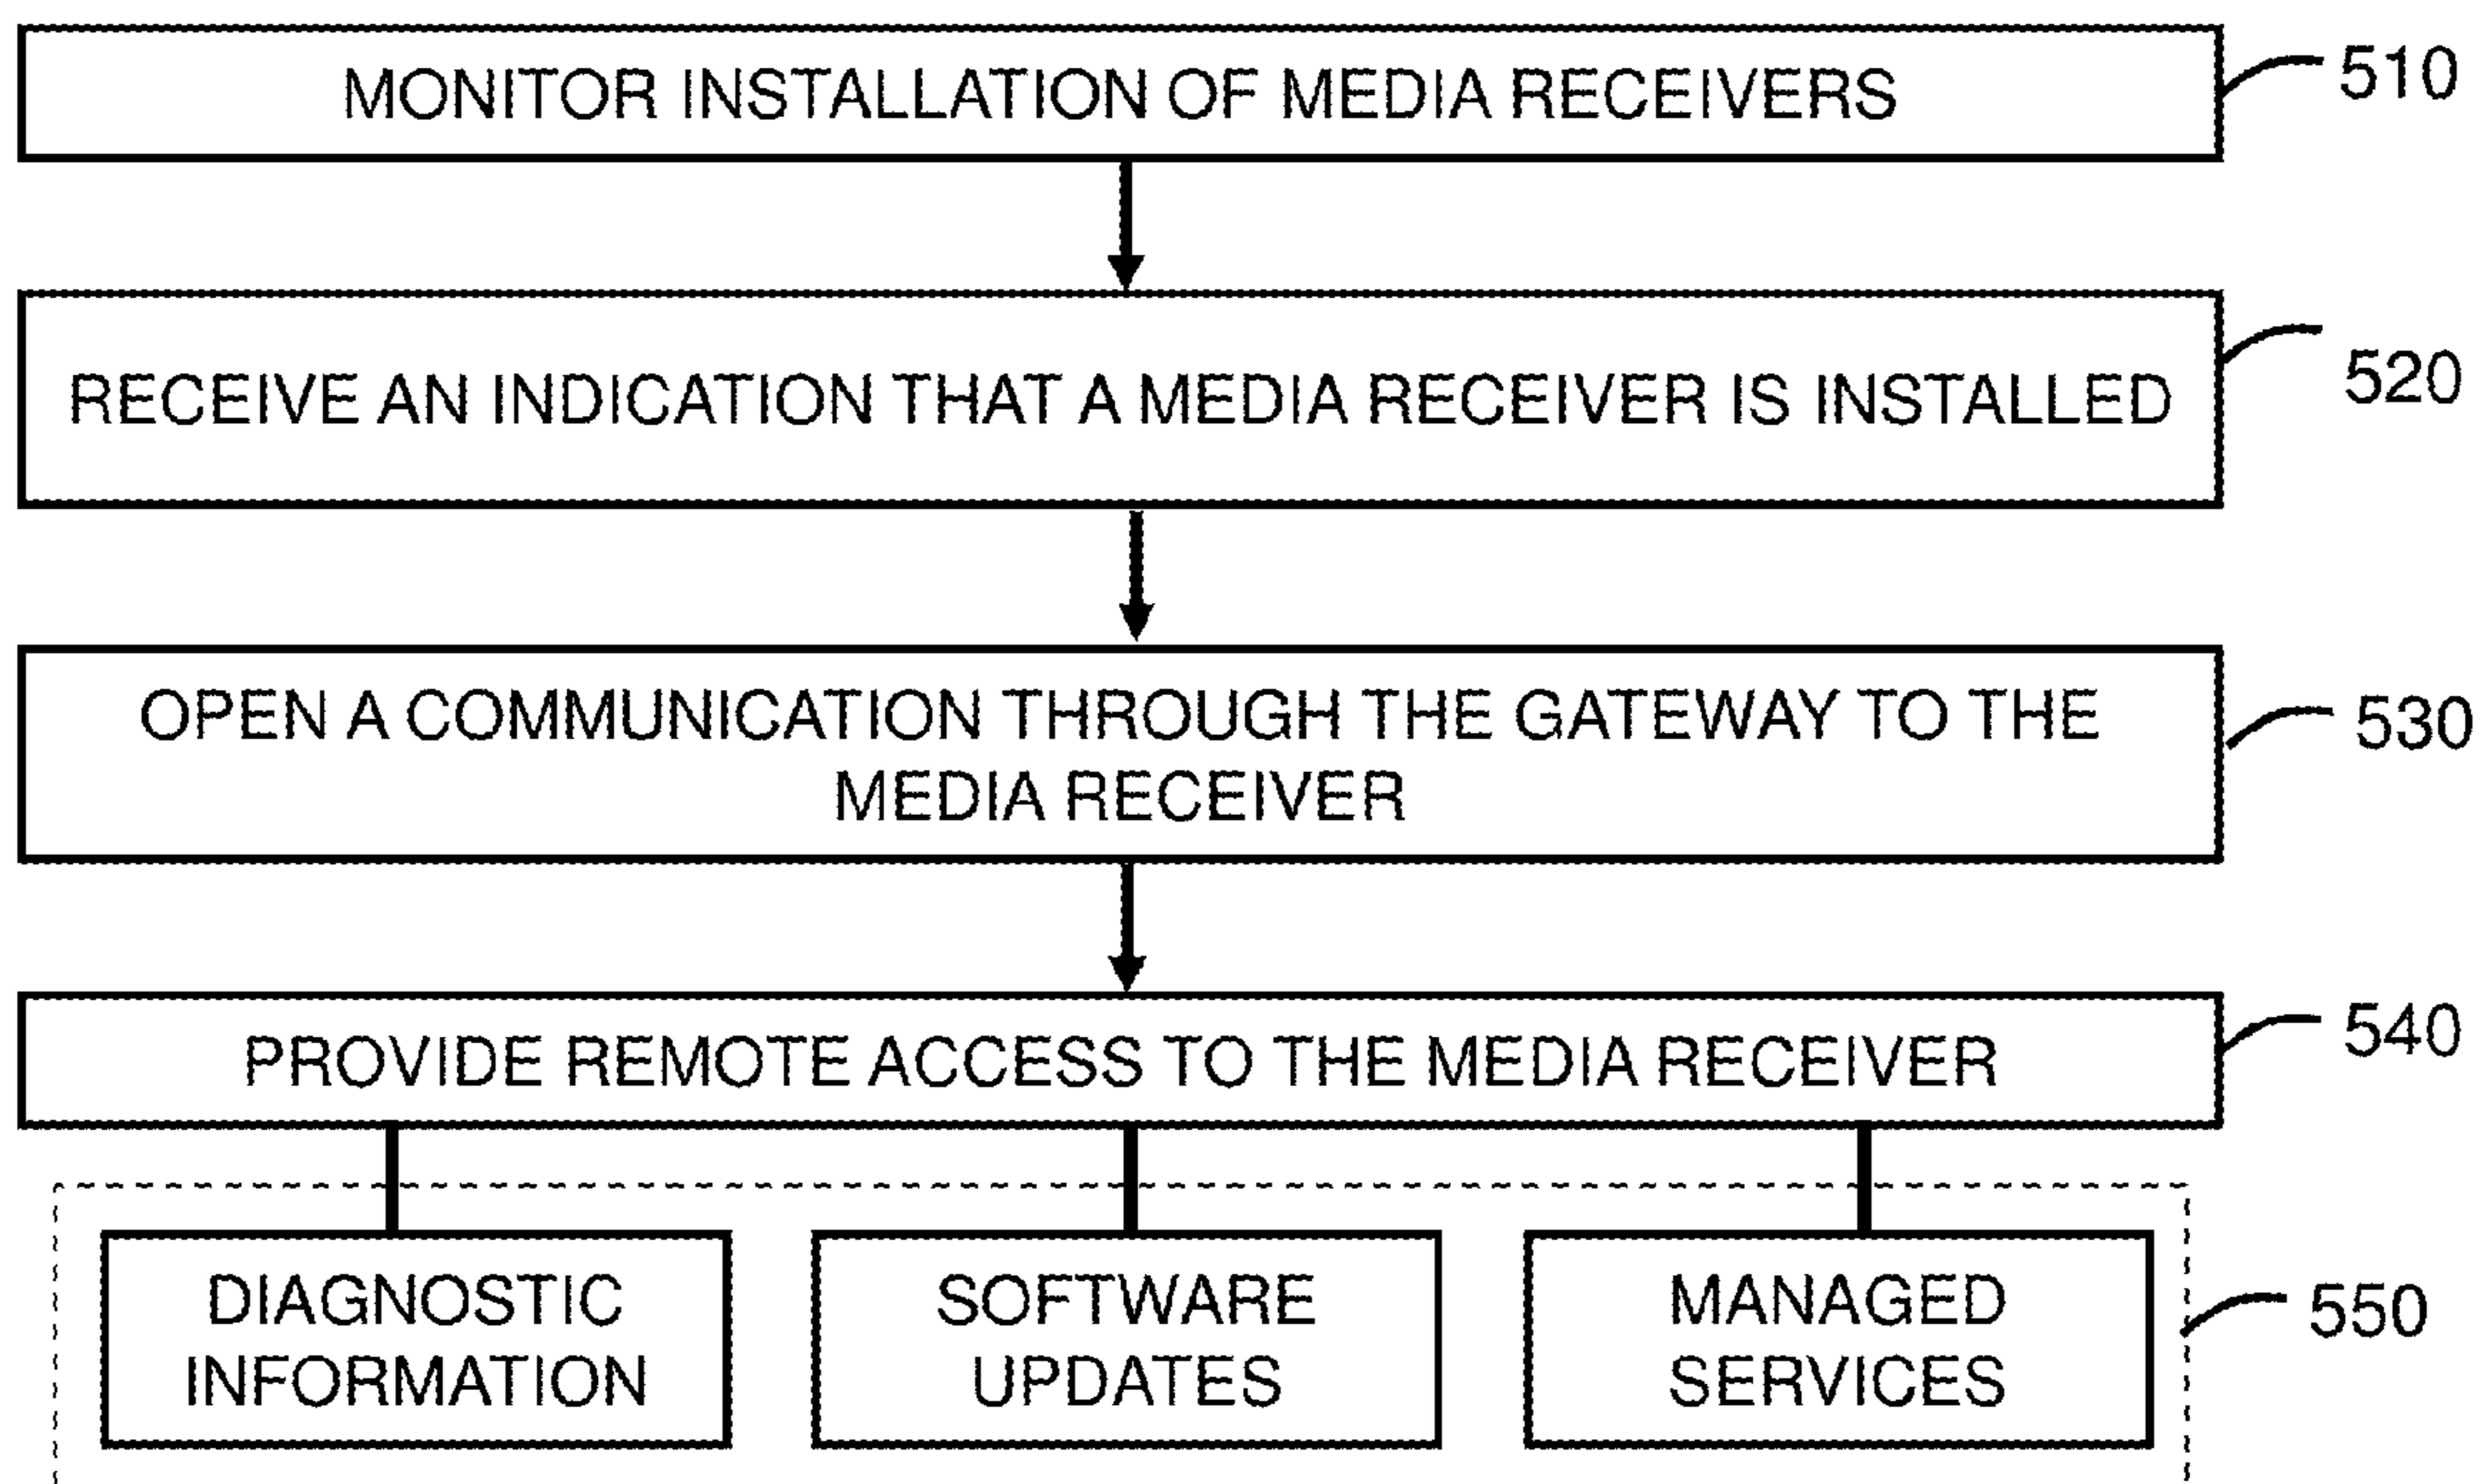 MONITOR INSTALLATION OF MEDIA RECEIVERS
510
RECEIVE AN INDICATION THAT A MEDIA RECEIVER IS INSTALLED
520
OPEN A COMMUNICATION THROUGH THE GATEWAY TO THE
MEDIA RECEIVER
530
PROVIDE REMOTE ACCESS TO THE MEDIA RECEIVER
540
DIAGNOSTIC
INFORMATION
SOFTWARE
UPDATES
MANAGED
SERVICES
550